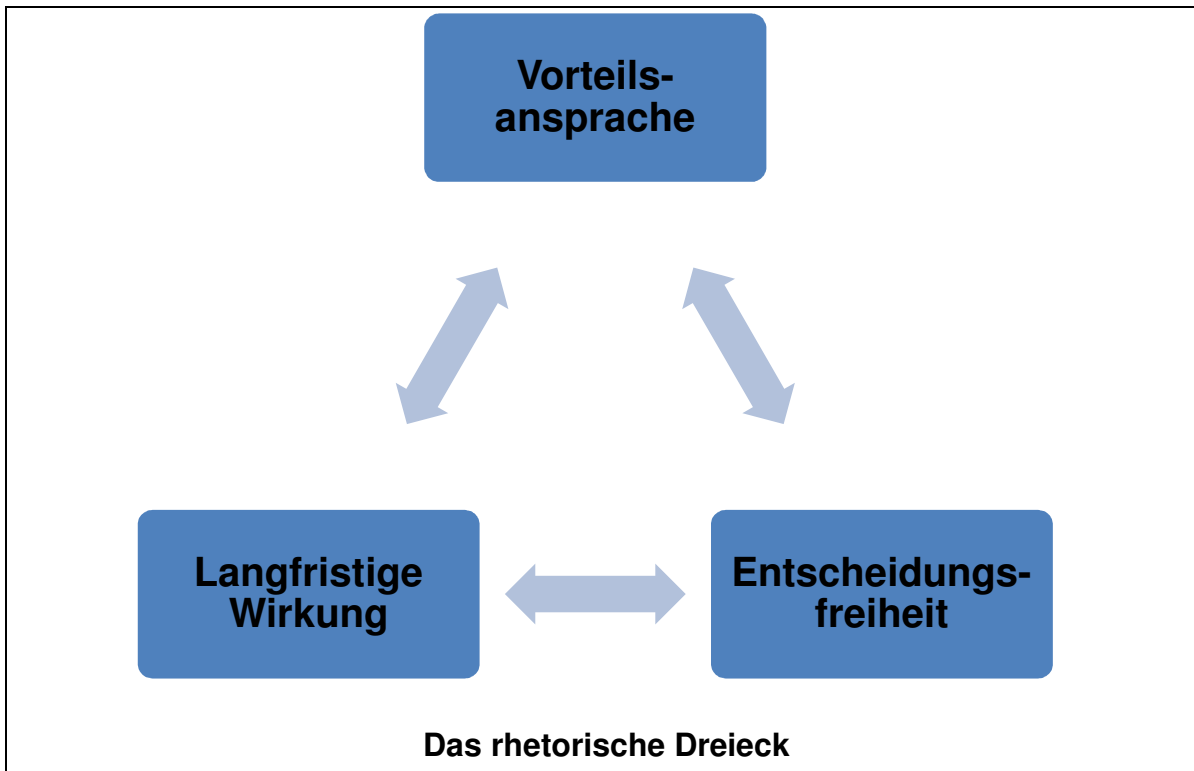 Vorteils-
ansprache
Langfristige
Wirkung
Entscheidungs-
freiheit
Das rhetorische Dreieck